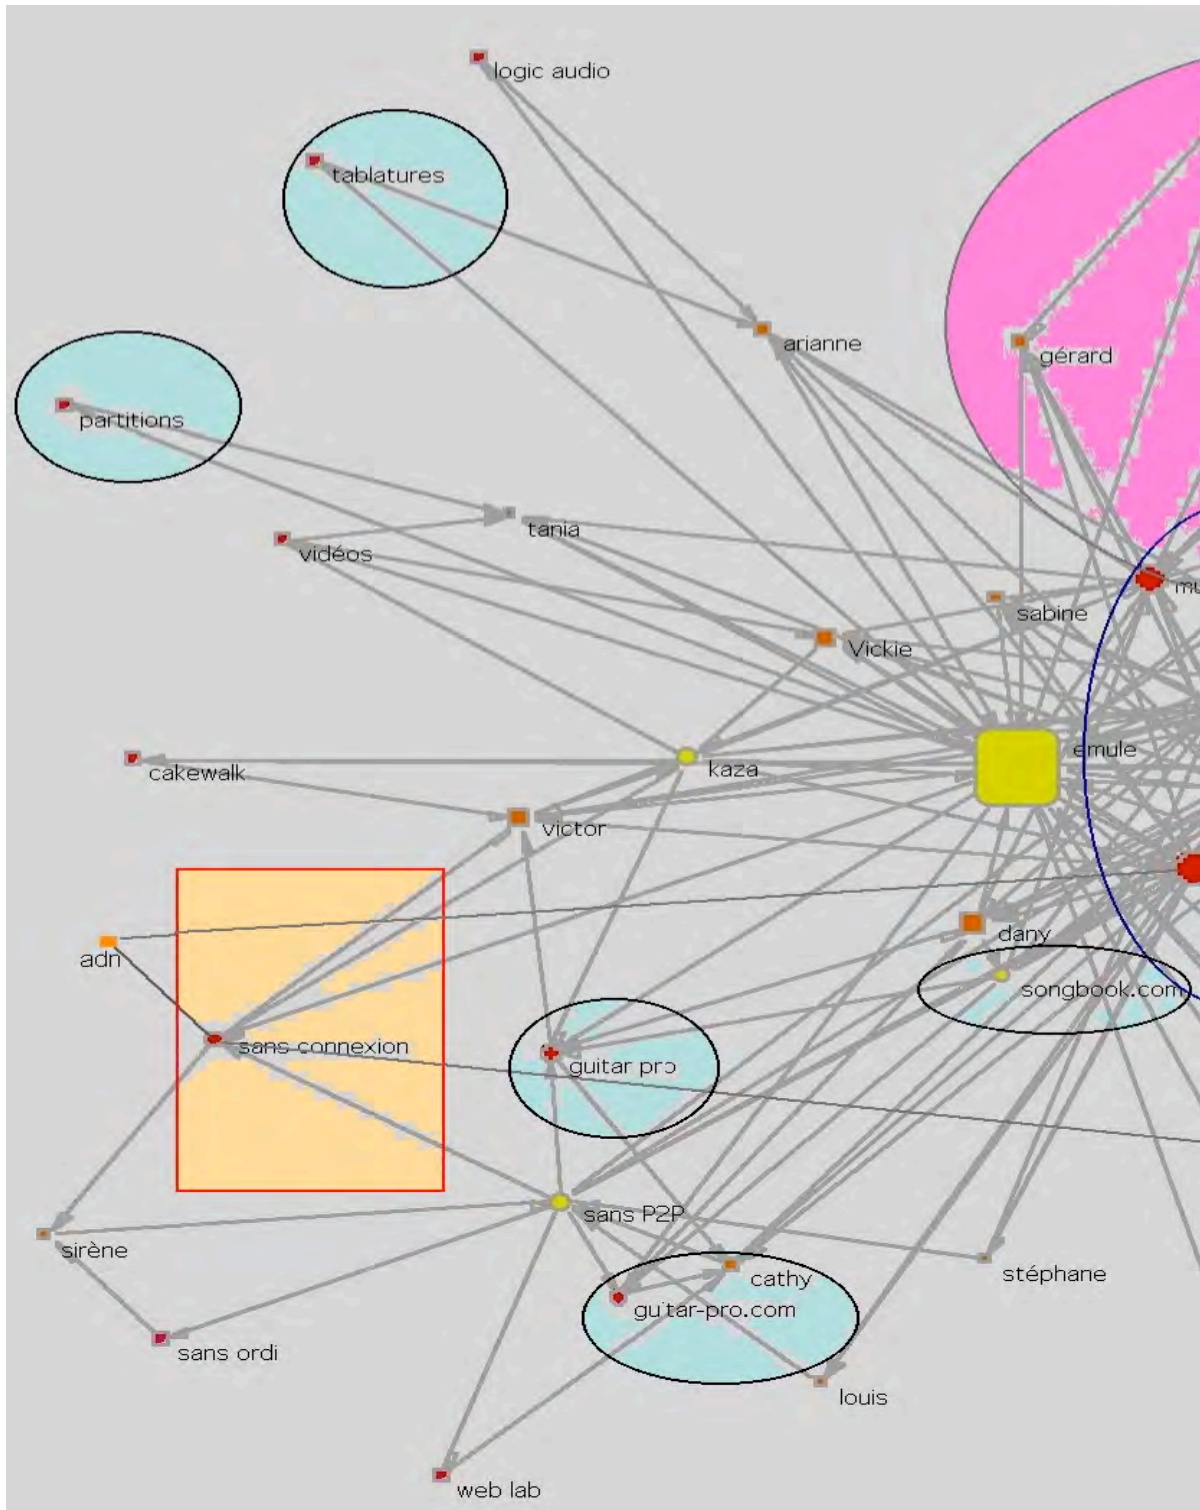 logic audio
tablatures
arianne
gérard
partitions
tania
vidéos
mu
sabine
Vickie
emule
kaza
cakewalk
victor
dany
adn
songbook.com
sans connexion
guitar pro
sans P2P
sirène
cathy
stéphane
guitar-pro.com
sans ordi
louis
web lab